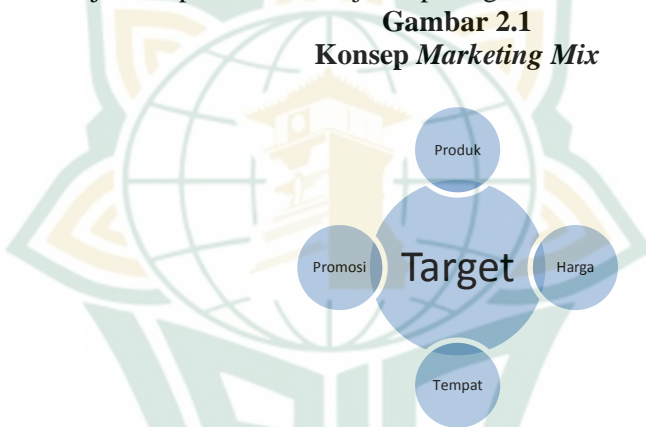 Gambar 2.1
Konsep Marketing Mix
Produk
Promosi
Target
Harga
Tempat